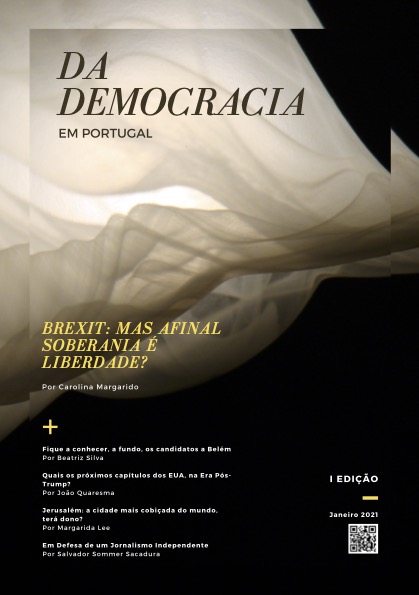 DA
DEMOCRACIA
EM PORTUGAL
BREXIT: MAS AFINAL
SOBERANIA É
LIBERDADE?
Por Carolina Margarido
+
Fique a conhecer, a fundo, os candidatos a Belém
Por Beatriz Silva
Quais os próximos capítulos dos EUA, na Era Pós-
Trump?
Por João Quaresma
Jerusalém: a cidade mais cobiçada do mundo,
terá dono?
Por Margarida Lee
Em Defesa de um Jornalismo Independente
Por Salvador Sommer Sacadura
I EDIÇÃO
Janeiro 2021